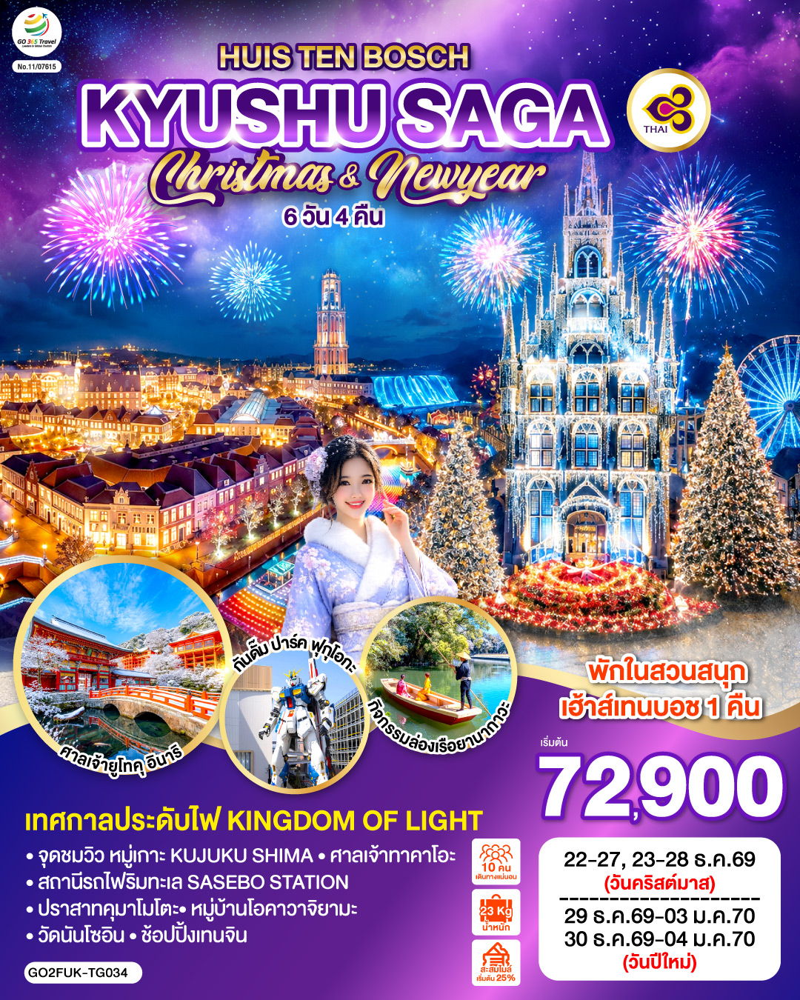 GO 365 Travel
Leaders in Global Tourism
No.11/07615
HUIS TEN BOSCH
KYUSHU SAGA
THAI
Christmas & Newyear
6 วัน 4 คืน
กันดั๊ม ปาร์ค ฟุกุโอกะ
ศาลเจ้ายูโทคุ อินาริ
กิจกรรมล่องเรือยานากาวะ
พักในสวนสนุก
เฮ้าส์เทนบอช 1 คืน
เริ่มต้น
72,900
เทศกาลประดับไฟ KINGDOM OF LIGHT
• จุดชมวิว หมู่เกาะ KUJUKU SHIMA • ศาลเจ้าทาคาโอะ
• สถานีรถไฟริมทะเล SASEBO STATION
• ปราสาทคุมาโมโตะ• หมู่บ้านโอคาวาจิยามะ
• วัดนันโซอิน • ช้อปปิ้งเทนจิน
GO2FUK-TG034
10 คน
เดินทางแน่นอน
23 Kg
น้ำหนัก
สะสมไมล์
เริ่มต้น 25%
22-27, 23-28 ธ.ค.69
(วันคริสต์มาส)
29 ธ.ค.69-03 ม.ค.70
30 ธ.ค.69-04 ม.ค.70
(วันปีใหม่)